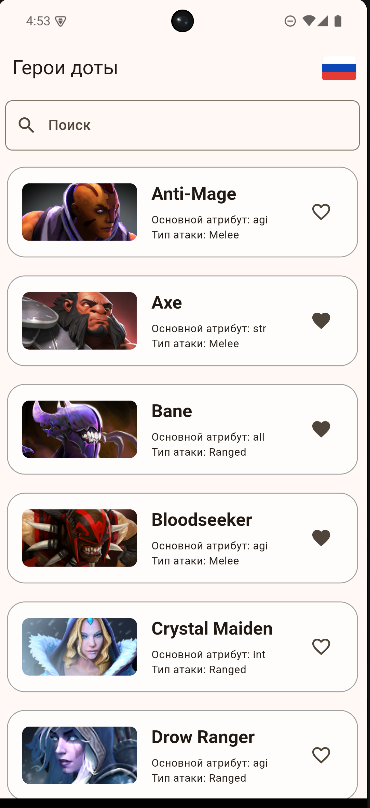 4:53
Герои доты
Поиск
Anti-Mage
Основной атрибут: agi
Тип атаки: Melee
Axe
Основной атрибут: str
Тип атаки: Melee
Bane
Основной атрибут: all
Тип атаки: Ranged
Bloodseeker
Основной атрибут: agi
Тип атаки: Melee
Crystal Maiden
Основной атрибут: int
Тип атаки: Ranged
Drow Ranger
Основной атрибут: agi
Тип атаки: Ranged